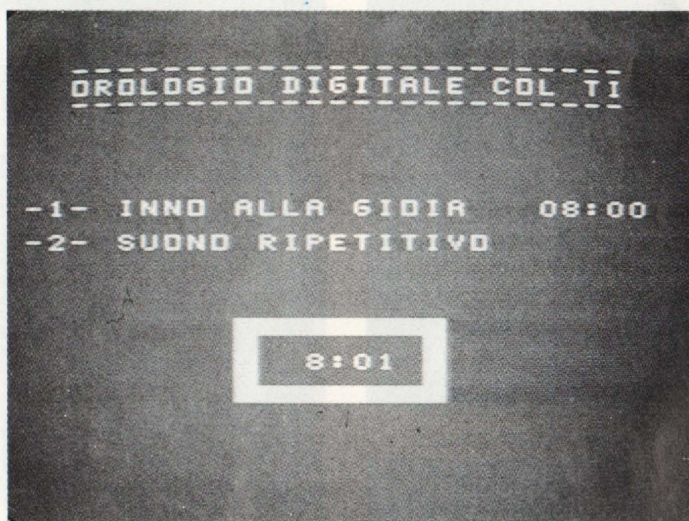 OROLOGIO DIGITALE COL TI
-1- INNO ALLA GIOIA 08:00
-2- SUONO RIPETITIVO
8:01